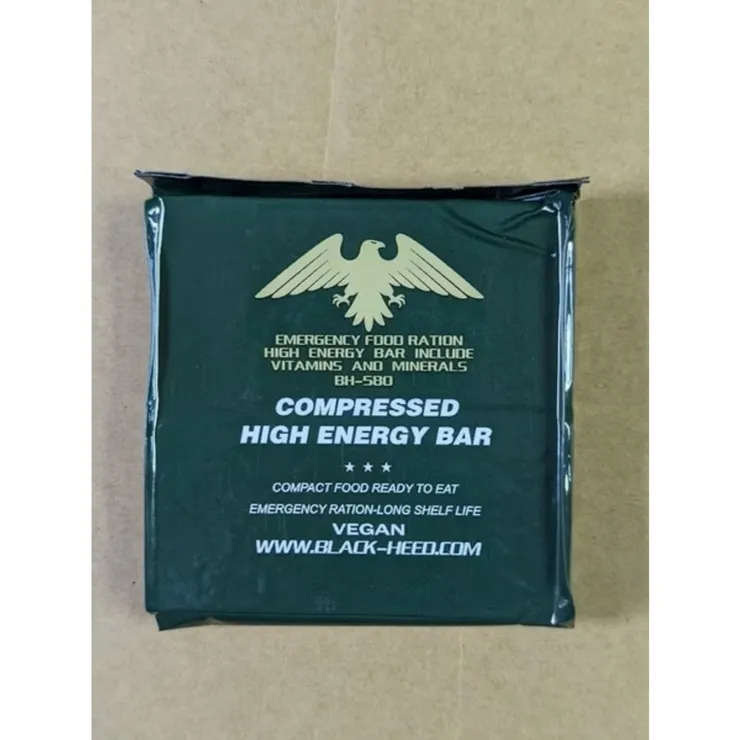 EMERGENCY FOOD RATION
HIGH ENERGY BAR INCLUDE
VITAMINS AND MINERALS
BH-580
COMPRESSED
HIGH ENERGY BAR
★ ★ ★
COMPACT FOOD READY TO EAT
EMERGENCY RATION-LONG SHELF LIFE
VEGAN
WWW.BLACK-HEED.COM